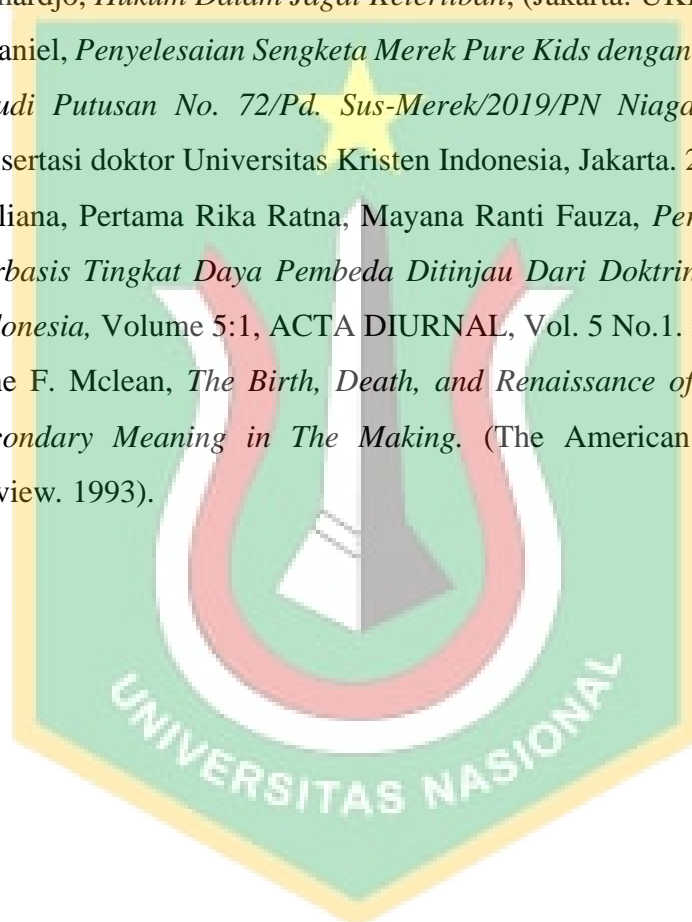 hardjo, Hukum Dalam Jagat Ketertiban, (Jakarta: UKI
aniel, Penyelesaian Sengketa Merek Pure Kids dengan
udi Putusan No. 72/Pd. Sus-Merek/2019/PN Niaga
sertasi doktor Universitas Kristen Indonesia, Jakarta. 2
liana, Pertama Rika Ratna, Mayana Ranti Fauza, Per
rbasis Tingkat Daya Pembeda Ditinjau Dari Doktrin
donesia, Volume 5:1, ACTA DIURNAL, Vol. 5 No.1.
ne F. Mclean, The Birth, Death, and Renaissance of
condary Meaning in The Making. (The American
view. 1993).
UNIVERSITAS NASIONAL